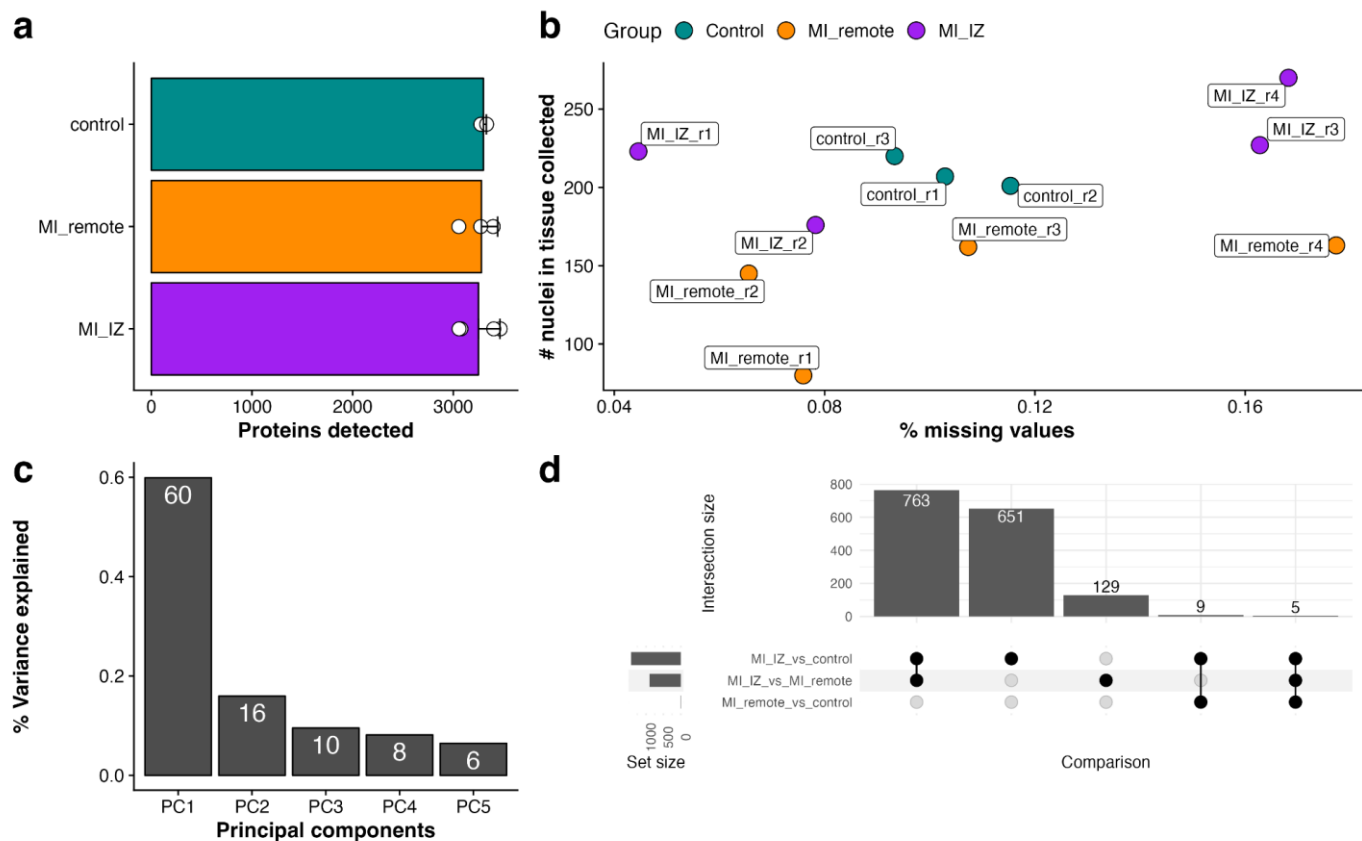 a
control
MI_remote
MI_IZ
0 1000 2000 3000
Proteins detected
b
Group Control MI_remote MI_IZ
# nuclei in tissue collected
250
200
150
100
MI_IZ_r4
MI_IZ_r1
MI_IZ_r3
control_r3
control_r1
control_r2
MI_IZ_r2
MI_remote_r3
MI_remote_r4
MI_remote_r2
MI_remote_r1
0.04 0.08 0.12 0.16
% missing values
c
% Variance explained
0.6
0.4
0.2
0.0
60
16
10
8
6
PC1 PC2 PC3 PC4 PC5
Principal components
d
Intersection size
800
600
400
200
0
763
651
129
9
5
MI_IZ_vs_control
MI_IZ_vs_MI_remote
MI_remote_vs_control
1000 500 0
Set size
Comparison